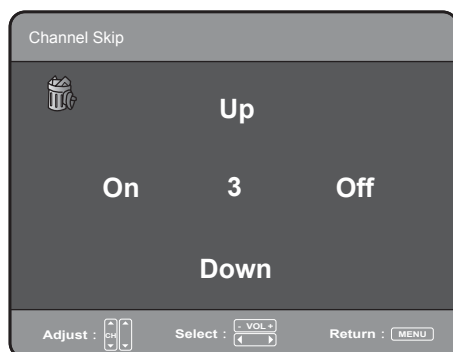 Channel Skip
Up
On 3 Off
Down
Adjust : CH Select : - VOL + Return : MENU